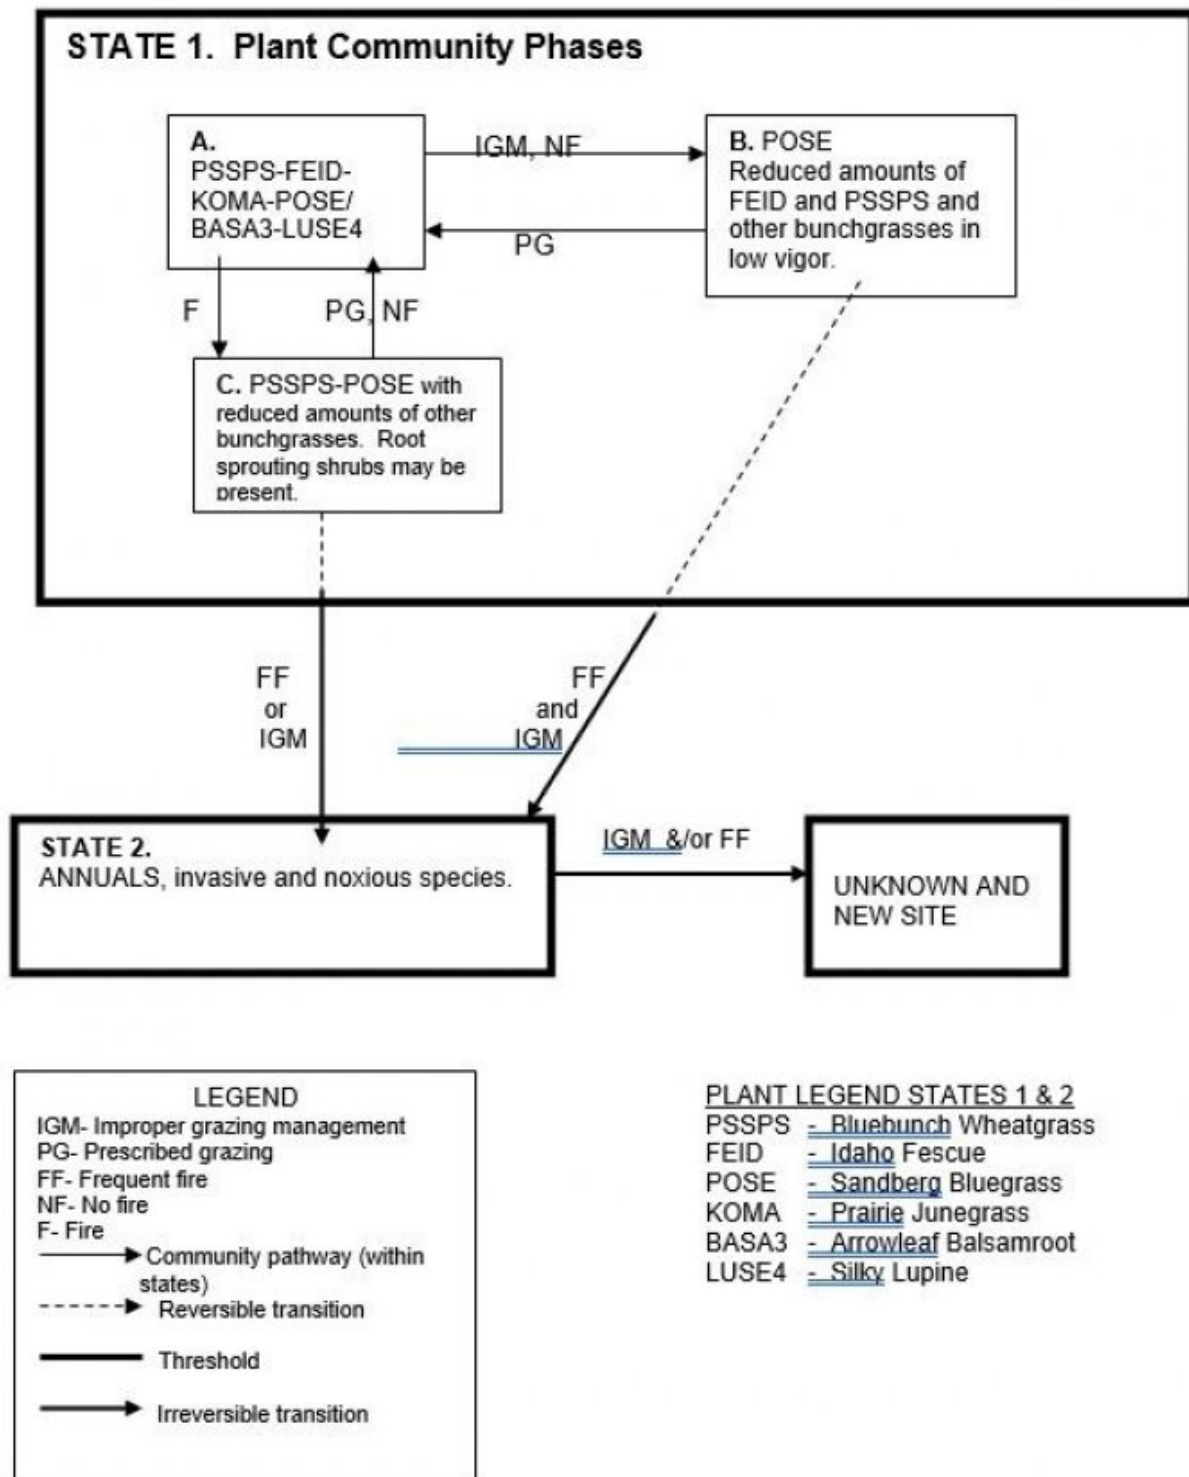 STATE 1. Plant Community Phases
A.
PSSPS-FEID-
KOMA-POSE/
BASA3-LUSE4
IGM, NF
PG
B. POSE
Reduced amounts of
FEID and PSSPS and
other bunchgrasses in
low vigor.
F
PG, NF
C. PSSPS-POSE with
reduced amounts of other
bunchgrasses. Root
sprouting shrubs may be
present.
FF
or
IGM
FF
and
IGM
STATE 2.
ANNUALS, invasive and noxious species.
IGM &/or FF
UNKNOWN AND
NEW SITE
LEGEND
IGM- Improper grazing management
PG- Prescribed grazing
FF- Frequent fire
NF- No fire
F- Fire
Community pathway (within
states)
Reversible transition
Threshold
Irreversible transition
PLANT LEGEND STATES 1 & 2
PSSPS - Bluebunch Wheatgrass
FEID - Idaho Fescue
POSE - Sandberg Bluegrass
KOMA - Prairie Junegrass
BASA3 - Arrowleaf Balsamroot
LUSE4 - Silky Lupine